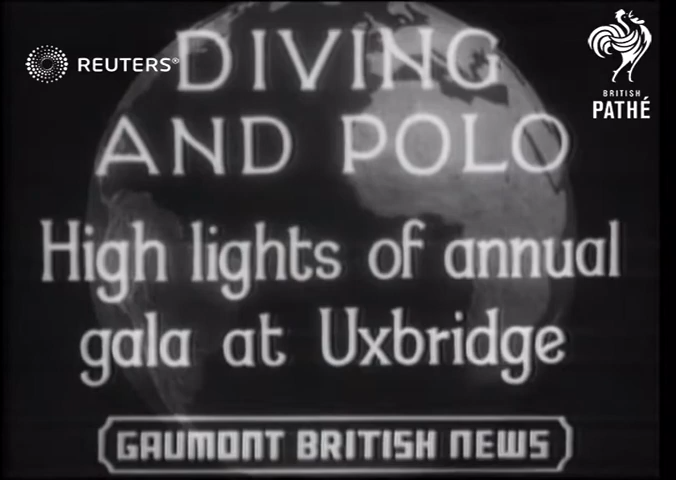 DIVING
REUTERS®
BRITISH
PATHÉ
AND POLO
High lights of annual
gala at Uxbridge
GAUMONT BRITISH NEWS